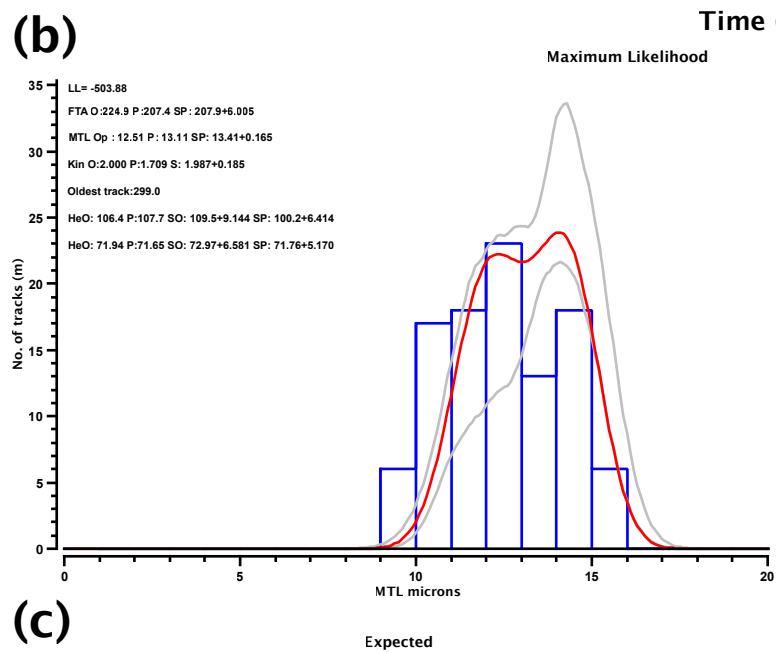 (b)
Time
Maximum Likelihood
LL= -503.88
FTA O:224.9 P:207.4 SP: 207.9+6.005
MTL Op : 12.51 P: 13.11 SP: 13.41+0.165
Kin O:2.000 P:1.709 S: 1.987+0.185
Oldest track:299.0
HeO: 106.4 P:107.7 SO: 109.5+9.144 SP: 100.2+6.414
HeO: 71.94 P:71.65 SO: 72.97+6.581 SP: 71.76+5.170
No. of tracks (m)
35
30
25
20
15
10
5
0
0 5 10 15 20
MTL microns
(c)
Expected